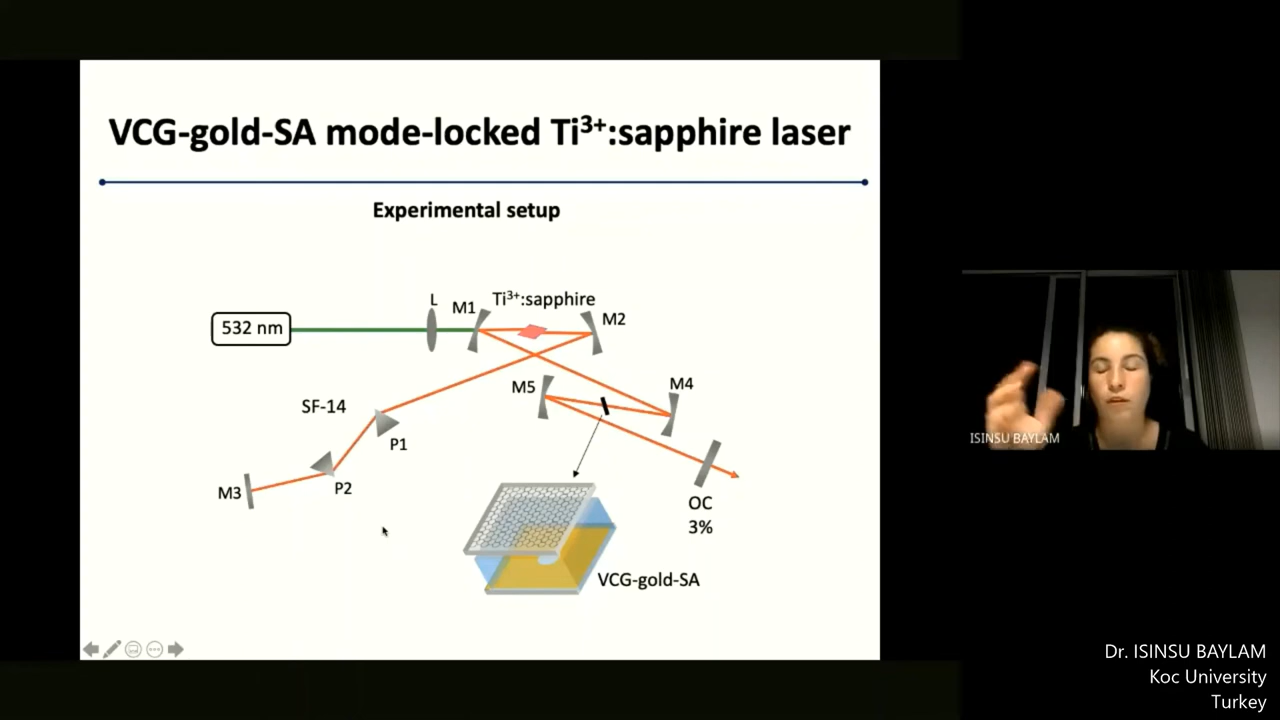 VCG-gold-SA mode-locked Ti³⁺:sapphire laser
Experimental setup
L
M1
Ti³⁺:sapphire
M2
532 nm
M5
M4
SF-14
P1
M3
P2
OC
3%
VCG-gold-SA
ISINSU BAYLAM
Dr. ISINSU BAYLAM
Koc University
Turkey